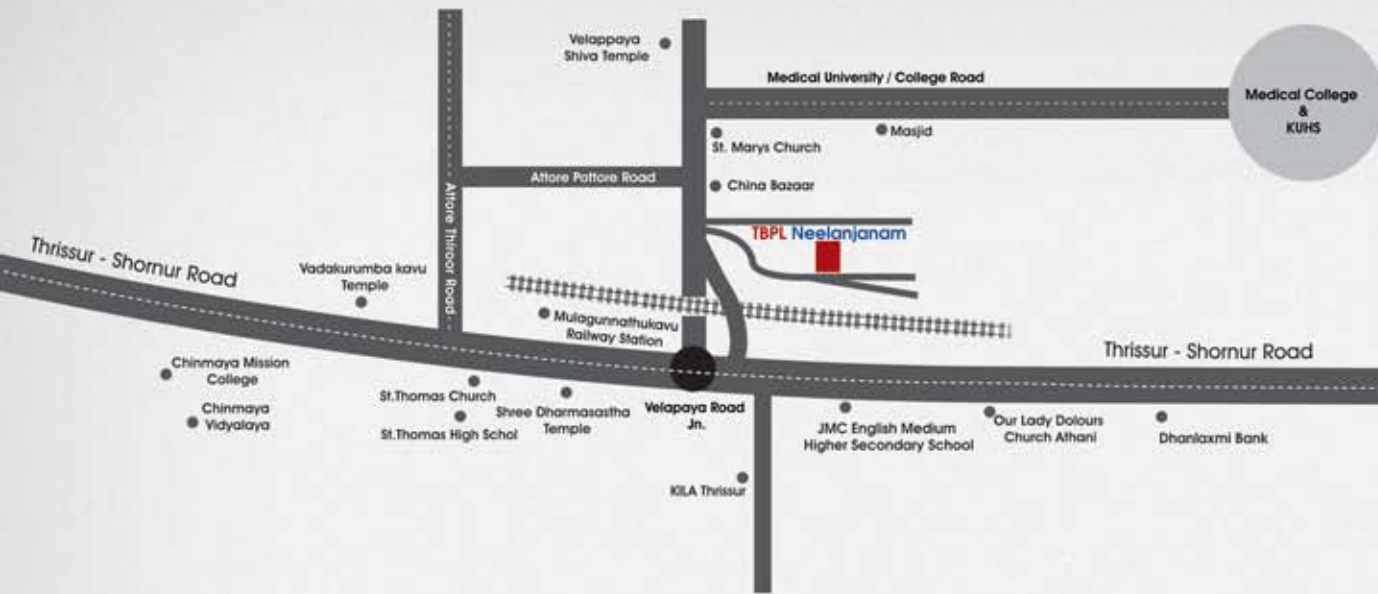 Velappaya
Shiva Temple
Medical University / College Road
Medical College
&
KUHS
St. Marys Church
Masjid
Attore Pottore Road
China Bazaar
Attore Thiroor Road
TBPL Neelanjanam
Thrissur - Shornur Road
Vadakurumba kavu
Temple
Mulagunnathukavu
Railway Station
Thrissur - Shornur Road
Chinmaya Mission
College
Chinmaya
Vidyalaya
St.Thomas Church
St.Thomas High Schol
Shree Dharmasastha
Temple
Velapaya Road
Jn.
JMC English Medium
Higher Secondary School
Our Lady Dolours
Church Athani
Dhanlaxmi Bank
KILA Thrissur